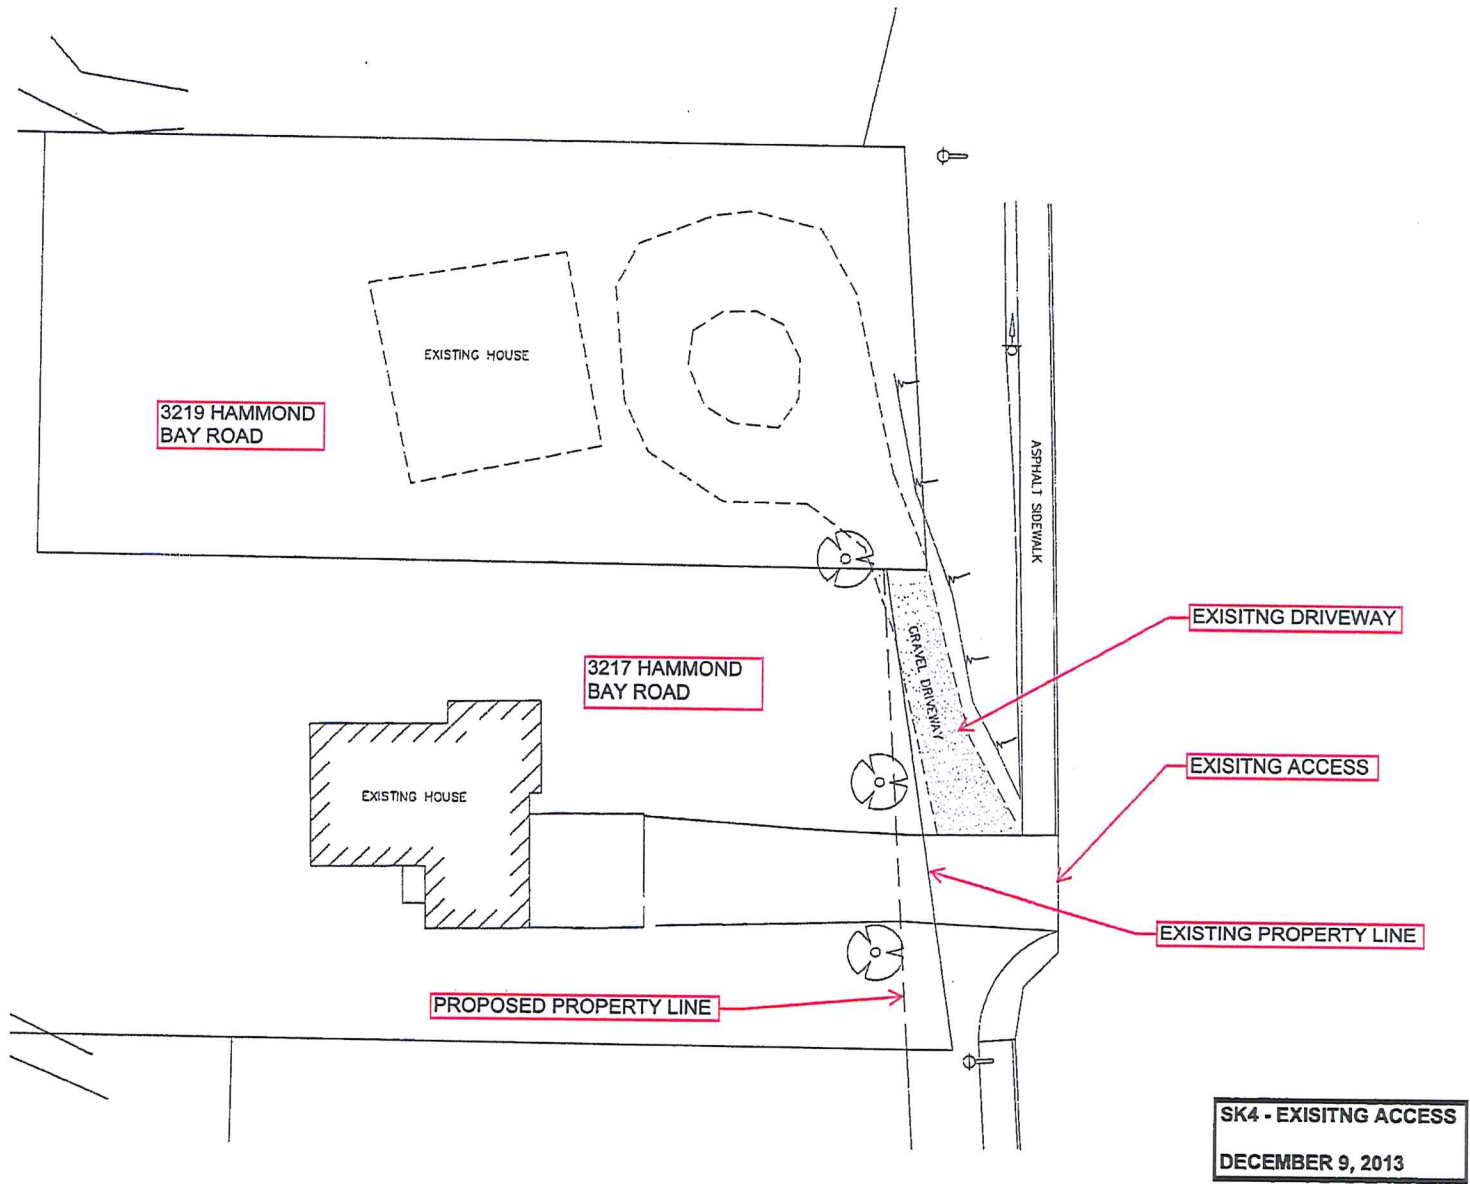 EXISTING HOUSE
3219 HAMMOND
BAY ROAD
ASPHALT SIDEWALK
EXISITNG DRIVEWAY
GRAVEL DRIVEWAY
3217 HAMMOND
BAY ROAD
EXISITNG ACCESS
EXISTING HOUSE
EXISTING PROPERTY LINE
PROPOSED PROPERTY LINE
SK4 - EXISITNG ACCESS
DECEMBER 9, 2013